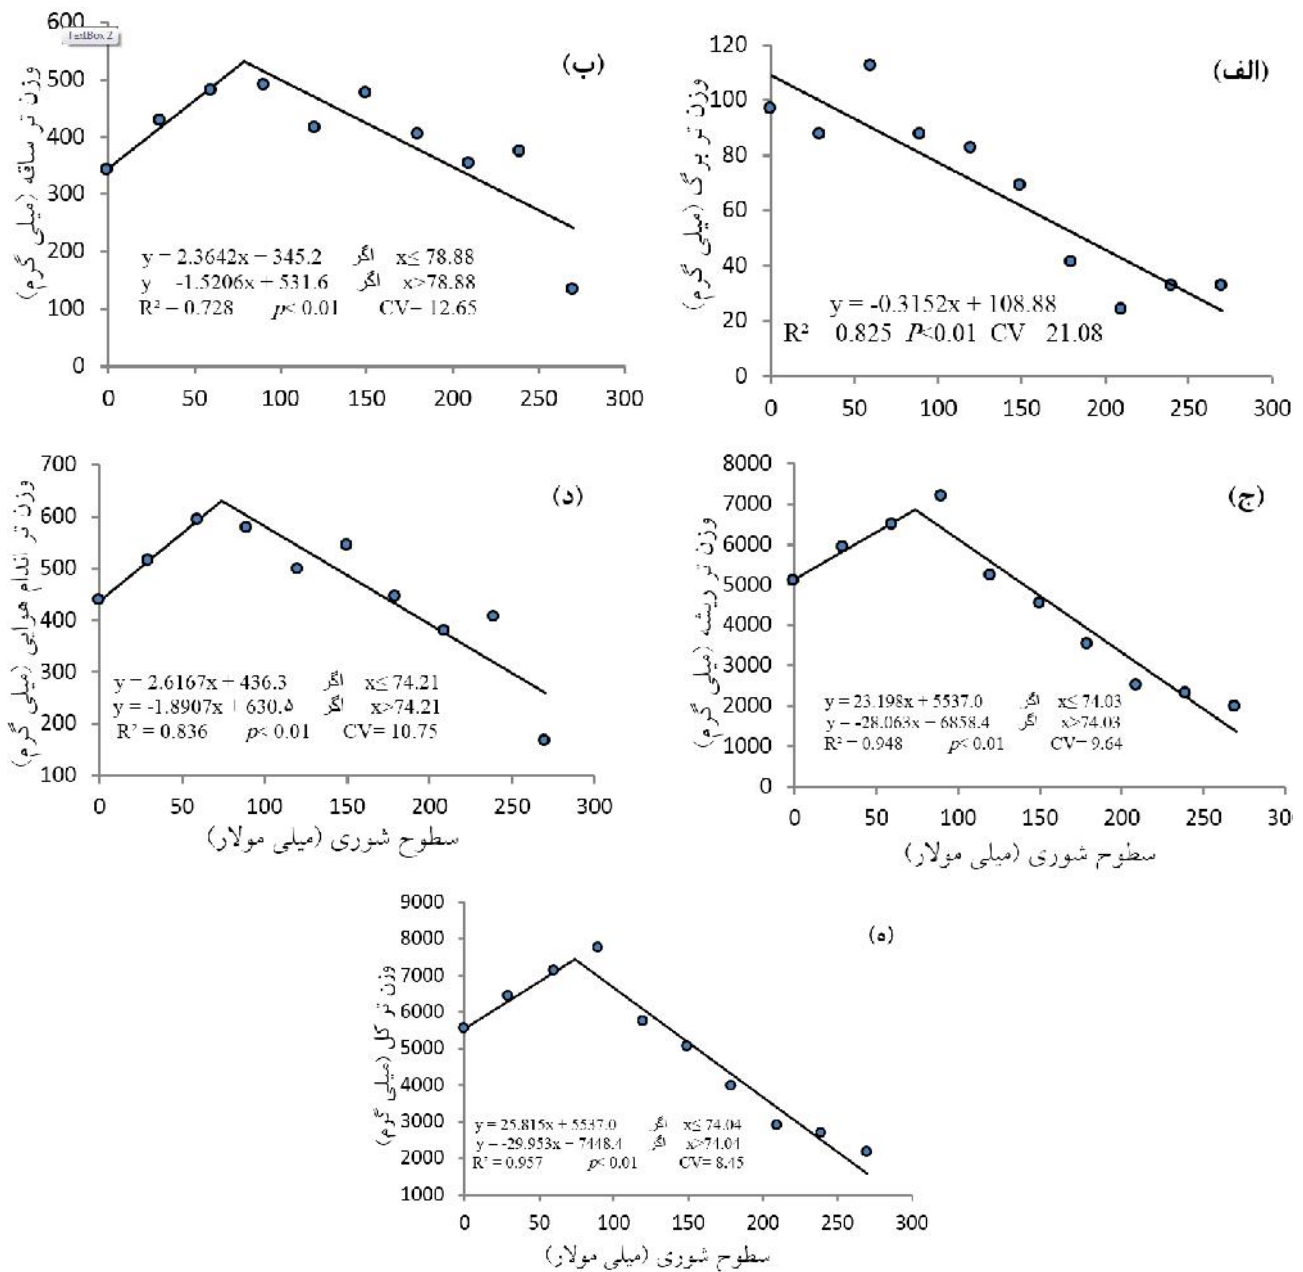 (الف)
وزن تر برگ (میلی گرم)
120
100
80
60
40
20
0
0 50 100 150 200 250 300
y = -0.3152x + 108.88
R² 0.825 P<0.01 CV 21.08
(ب)
TextBox 2
وزن تر ساقه (میلی گرم)
600
500
400
300
200
100
0
0 50 100 150 200 250 300
y = 2.3642x – 345.2 اگر x≤ 78.88
y -1.5206x + 531.6 اگر x>78.88
R² – 0.728 p< 0.01 CV– 12.65
(ج)
وزن تر ریشه (میلی گرم)
8000
7000
6000
5000
4000
3000
2000
1000
0
0 50 100 150 200 250 30
y = 23.198x + 5537.0 اگر x≤ 74.03
y – -28.063x – 6858.4 اگر x>74.03
R² = 0.948 p< 0.01 CV= 9.64
سطوح شوری (میلی مولار)
(د)
وزن تر اندام هوایی (میلی گرم)
700
600
500
400
300
200
100
0 50 100 150 200 250 300
y = 2.6167x + 436.3 اگر x≤ 74.21
y = -1.8907x + 630.۵ اگر x>74.21
R² = 0.836 p< 0.01 CV= 10.75
سطوح شوری (میلی مولار)
(ه)
وزن تر کل (میلی گرم)
9000
8000
7000
6000
5000
4000
3000
2000
1000
0 50 100 150 200 250 300
y = 25.815x + 5537.0 اگر x≤ 74.04
y – -29.953x – 7448.4 اگر x>74.04
R² = 0.957 p< 0.01 CV= 8.45
سطوح شوری (میلی مولار)